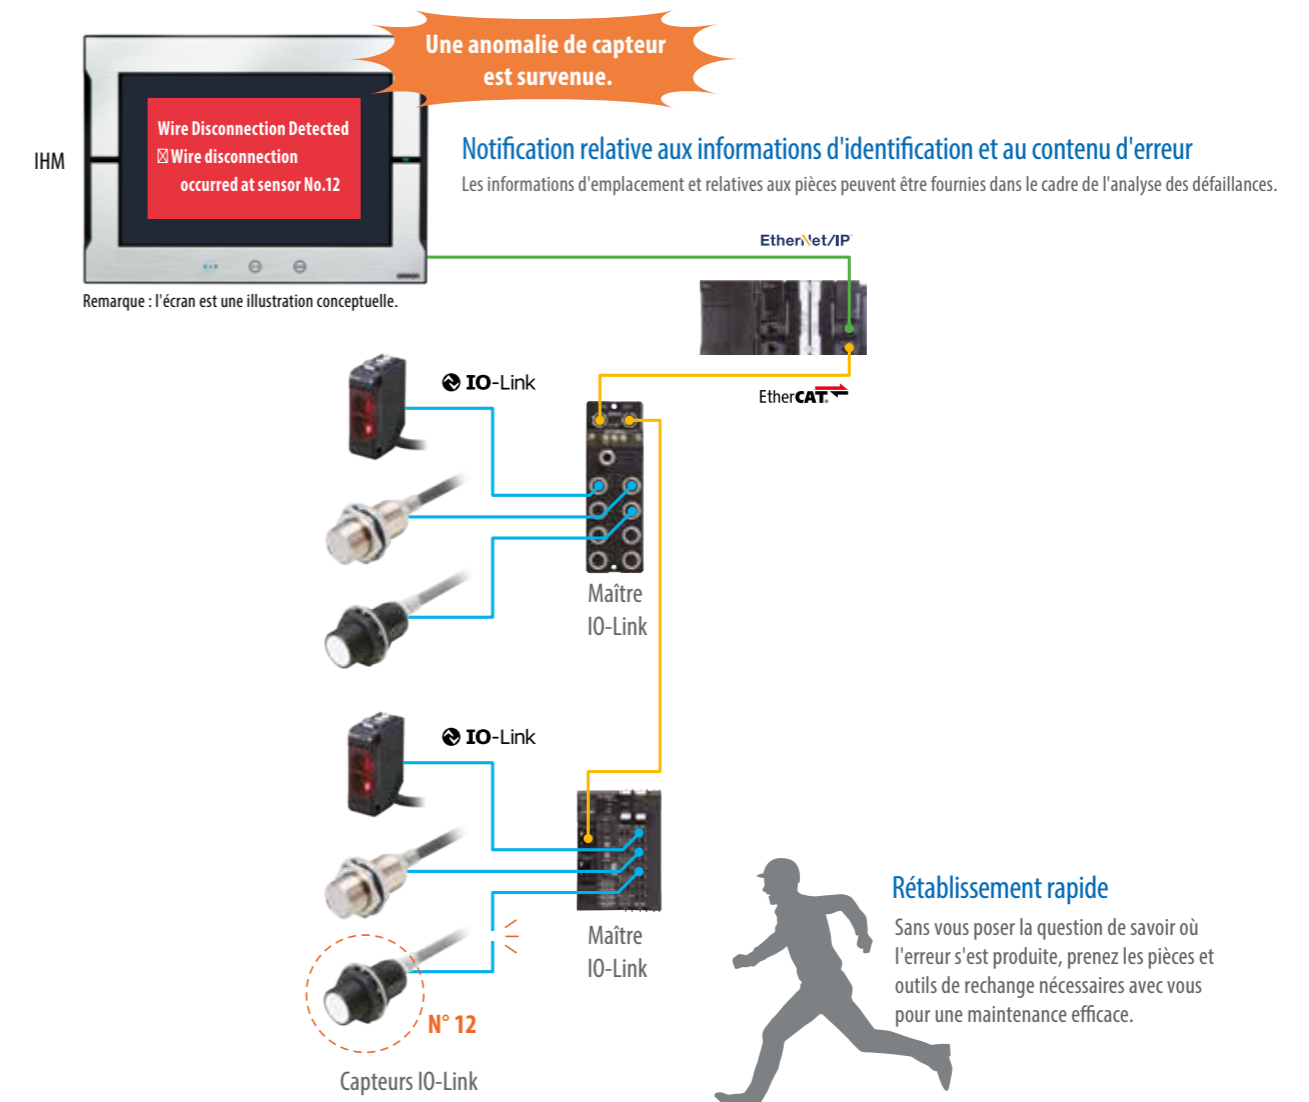 Une anomalie de capteur
est survenue.
Wire Disconnection Detected
Wire disconnection
occurred at sensor No.12
IHM
OMRON
Remarque : l'écran est une illustration conceptuelle.
Notification relative aux informations d'identification et au contenu d'erreur
Les informations d'emplacement et relatives aux pièces peuvent être fournies dans le cadre de l'analyse des défaillances.
EtherNet/IP
EtherCAT®
IO-Link
Maître
IO-Link
IO-Link
Maître
IO-Link
N° 12
Capteurs IO-Link
Rétablissement rapide
Sans vous poser la question de savoir où
l'erreur s'est produite, prenez les pièces et
outils de rechange nécessaires avec vous
pour une maintenance efficace.